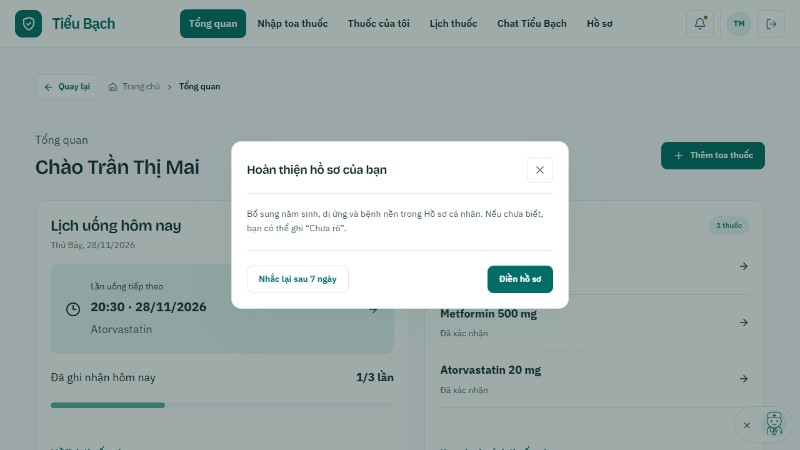 Tiểu Bạch
Tổng quan
Nhập toa thuốc
Thuốc của tôi
Lịch thuốc
Chat Tiểu Bạch
Hồ sơ
TM
Quay lại
Trang chủ
Tổng quan
Tổng quan
Chào Trần Thị Mai
Thêm toa thuốc
Hoàn thiện hồ sơ của bạn
Bổ sung năm sinh, dị ứng và bệnh nền trong Hồ sơ cá nhân. Nếu chưa biết,
bạn có thể ghi “Chưa rõ”.
Nhắc lại sau 7 ngày
Điền hồ sơ
Lịch uống hôm nay
Thứ Bảy, 28/11/2026
Lần uống tiếp theo
20:30 · 28/11/2026
Atorvastatin
Đã ghi nhận hôm nay
1/3 lần
3 thuốc
Metformin 500 mg
Đã xác nhận
Atorvastatin 20 mg
Đã xác nhận